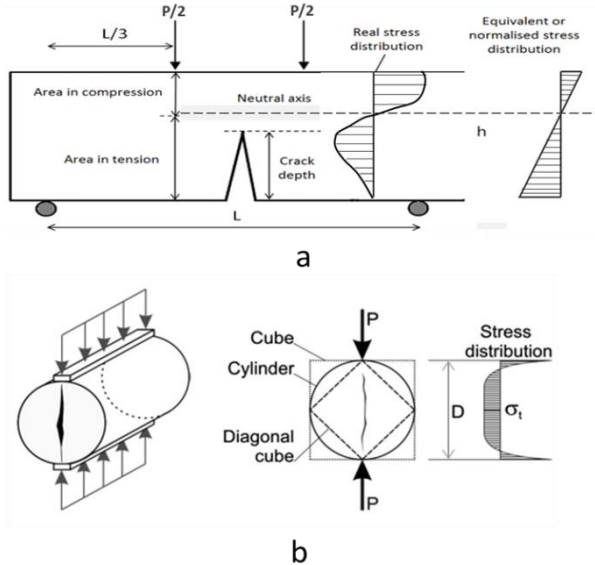 P/2
P/2
L/3
Real stress
distribution
Equivalent or
normalised stress
distribution
Area in compression
Neutral axis
Area in tension
Crack
depth
h
L
a
P
Cube
Cylinder
Diagonal
cube
Stress
distribution
D
σt
P
b